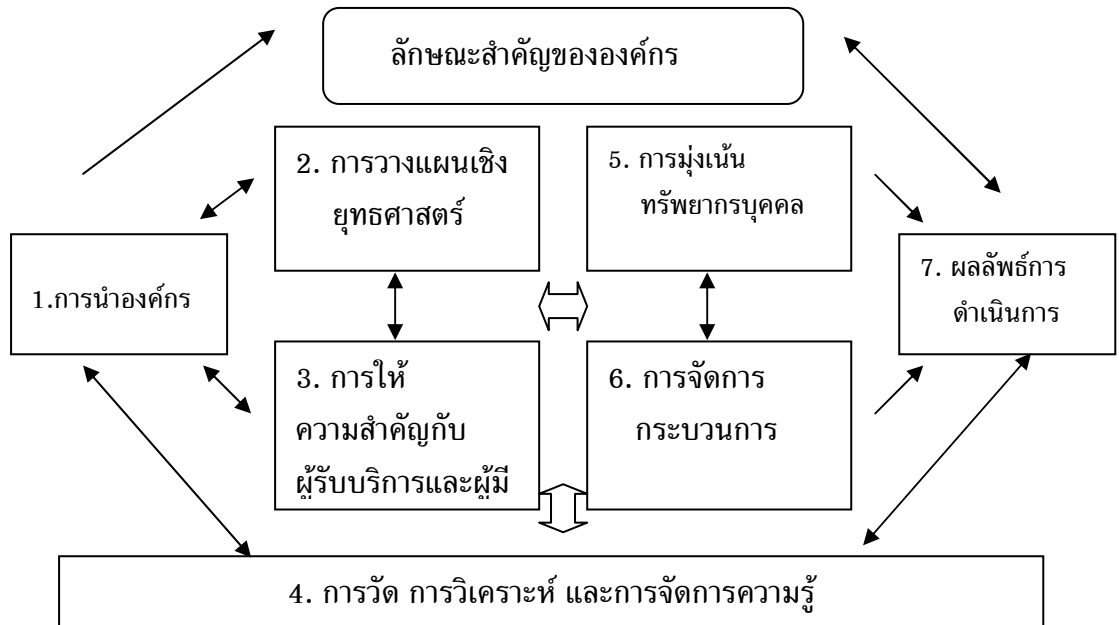 ลักษณะสำคัญขององค์กร
2. การวางแผนเชิง
ยุทธศาสตร์
5. การมุ่งเน้น
ทรัพยากรบุคคล
1.การนำองค์กร
7. ผลลัพธ์การ
ดำเนินการ
3. การให้
ความสำคัญกับ
ผู้รับบริการและผู้มี
6. การจัดการ
กระบวนการ
4. การวัด การวิเคราะห์ และการจัดการความรู้